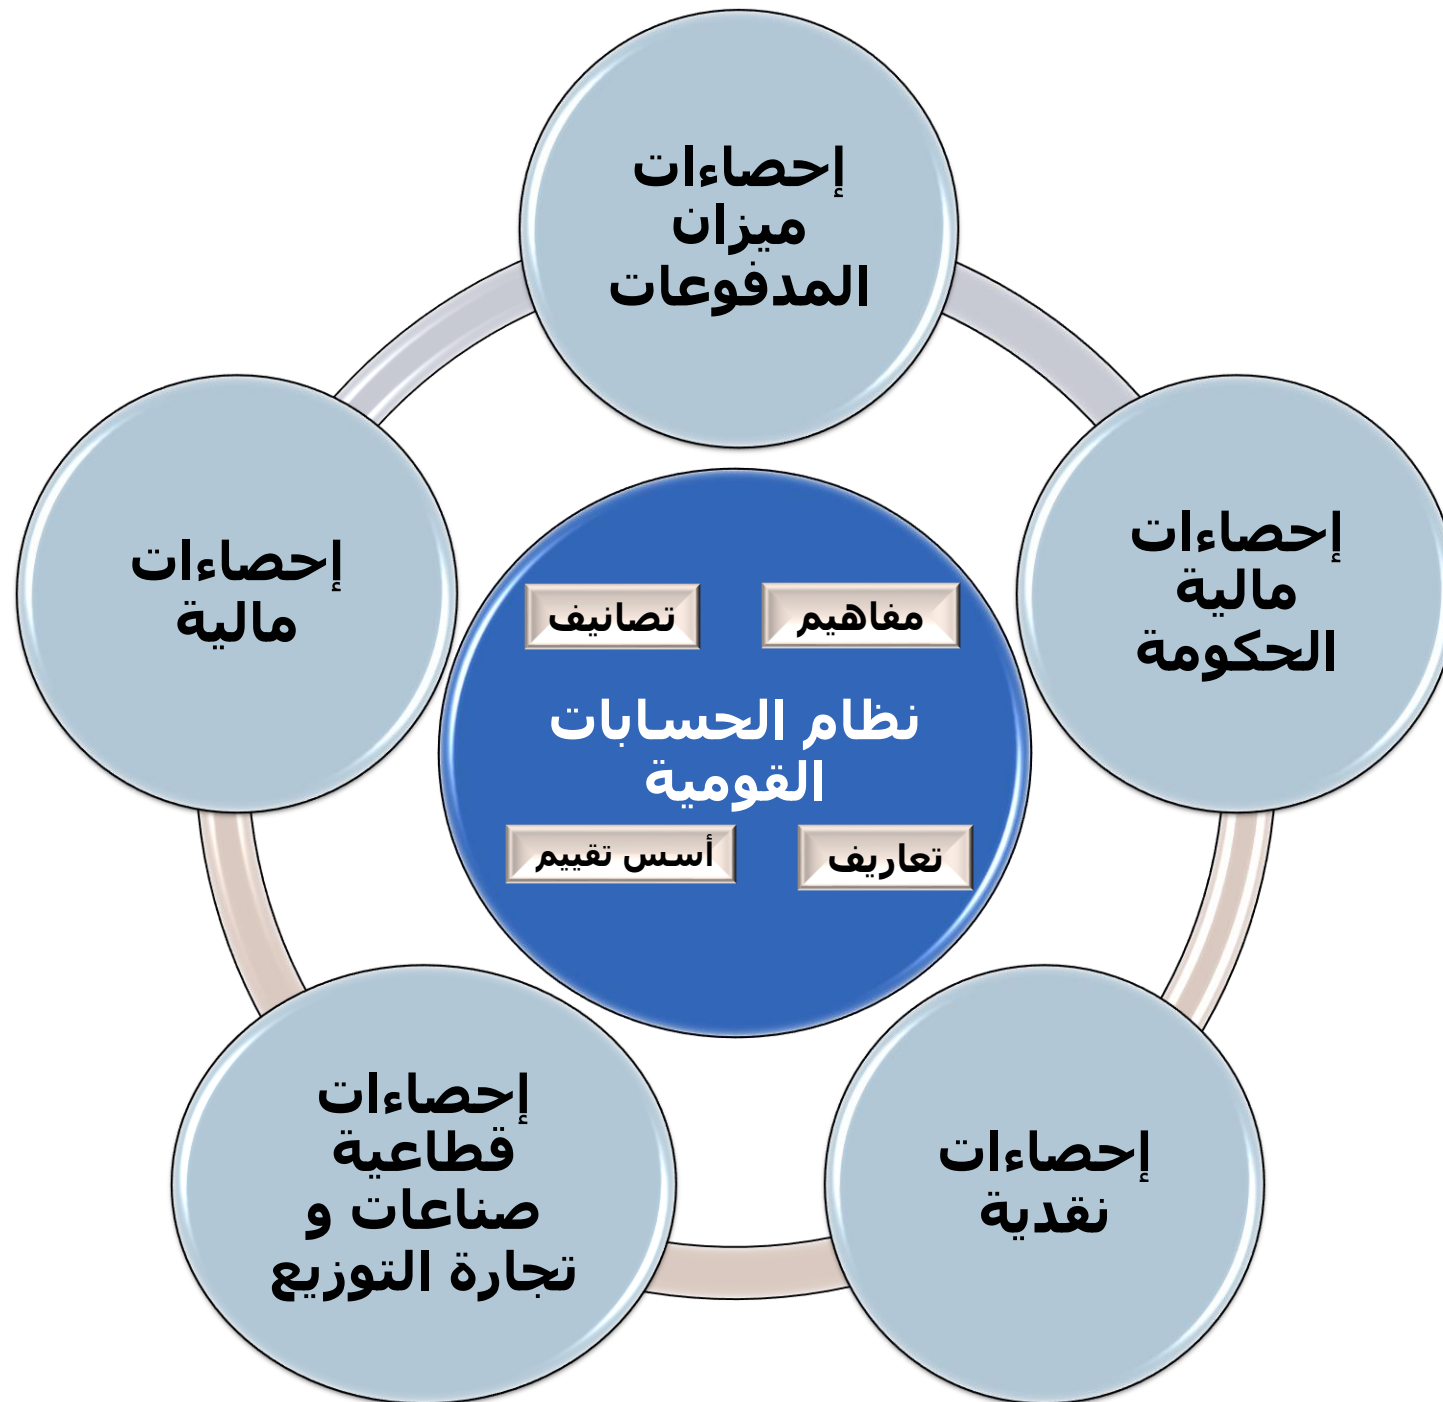 إحصاءات
ميزان
المدفوعات
إحصاءات
مالية
الحكومة
إحصاءات
مالية
مفاهيم
تصانيف
نظام الحسابات
القومية
تعاريف
أسس تقييم
إحصاءات
نقدية
إحصاءات
قطاعية
صناعات و
تجارة التوزيع